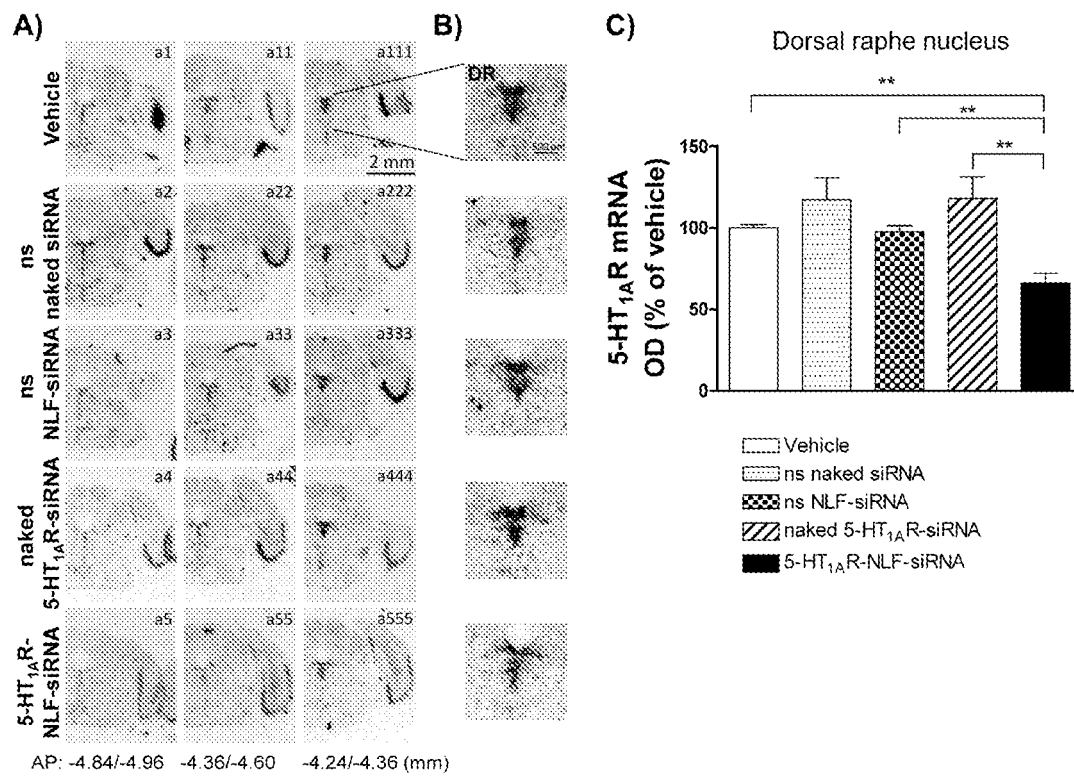 A)
B)
C)
Vehicle
a1
a11
a111
2 mm
ns
naked siRNA
a2
a22
a222
ns
NLF-siRNA
a3
a33
a333
naked
5-HT1AR-siRNA
a4
a44
a444
5-HT1AR-
NLF-siRNA
a5
a55
a555
AP: -4.84/-4.96 -4.36/-4.60 -4.24/-4.36 (mm)
DR
Dorsal raphe nucleus
**
**
**
5-HT1AR mRNA
OD (% of vehicle)
150
100
50
0
Vehicle
ns naked siRNA
ns NLF-siRNA
naked 5-HT1AR-siRNA
5-HT1AR-NLF-siRNA